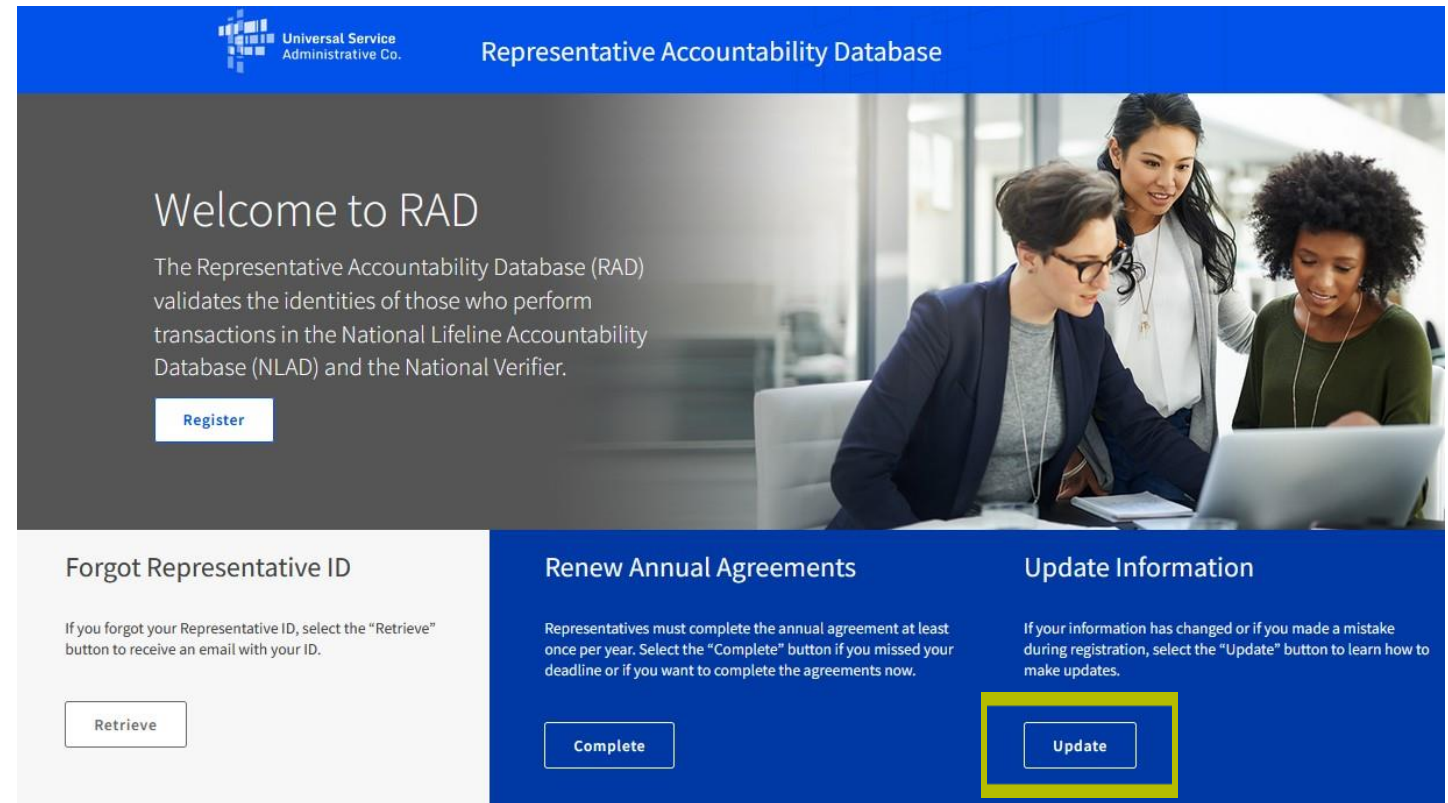 Universal Service
Administrative Co.
Representative Accountability Database
Welcome to RAD
The Representative Accountability Database (RAD)
validates the identities of those who perform
transactions in the National Lifeline Accountability
Database (NLAD) and the National Verifier.
Register
Forgot Representative ID
If you forgot your Representative ID, select the “Retrieve”
button to receive an email with your ID.
Retrieve
Renew Annual Agreements
Representatives must complete the annual agreement at least
once per year. Select the “Complete” button if you missed your
deadline or if you want to complete the agreements now.
Complete
Update Information
If your information has changed or if you made a mistake
during registration, select the “Update” button to learn how to
make updates.
Update